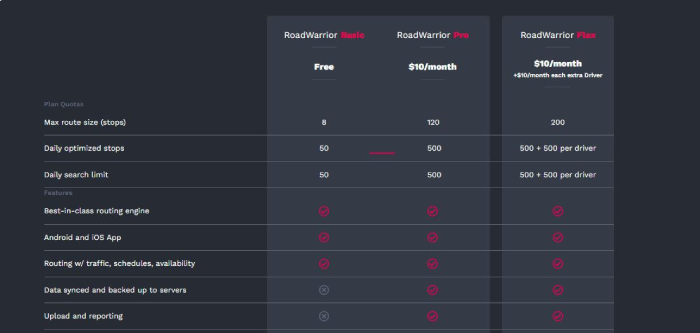 RoadWarrior Basic RoadWarrior Pro RoadWarrior Flex
Free $10/month $10/month
+$10/month each extra Driver
Plan Quotas
Max route size (stops) 8 120 200
Daily optimized stops 50 500 500 + 500 per driver
Daily search limit 50 500 500 + 500 per driver
Features
Best-in-class routing engine
Android and iOS App
Routing w/ traffic, schedules, availability
Data synced and backed up to servers
Upload and reporting